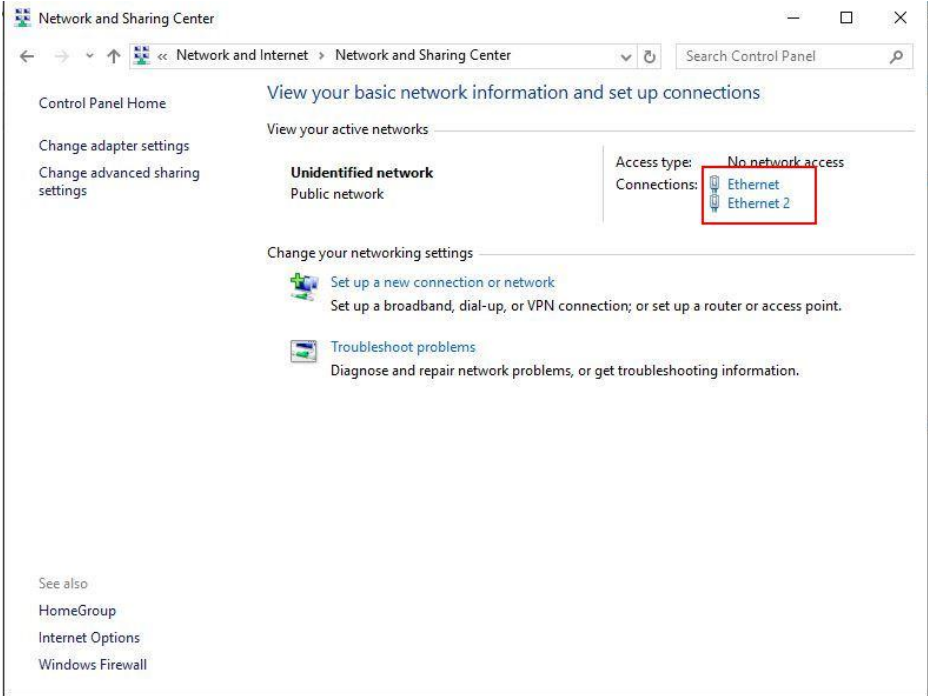 Network and Sharing Center
« Network and Internet › Network and Sharing Center
Search Control Panel
Control Panel Home
Change adapter settings
Change advanced sharing
settings
View your basic network information and set up connections
View your active networks
Unidentified network
Public network
Access type: No network access
Connections: Ethernet
Ethernet 2
Change your networking settings
Set up a new connection or network
Set up a broadband, dial-up, or VPN connection; or set up a router or access point.
Troubleshoot problems
Diagnose and repair network problems, or get troubleshooting information.
See also
HomeGroup
Internet Options
Windows Firewall